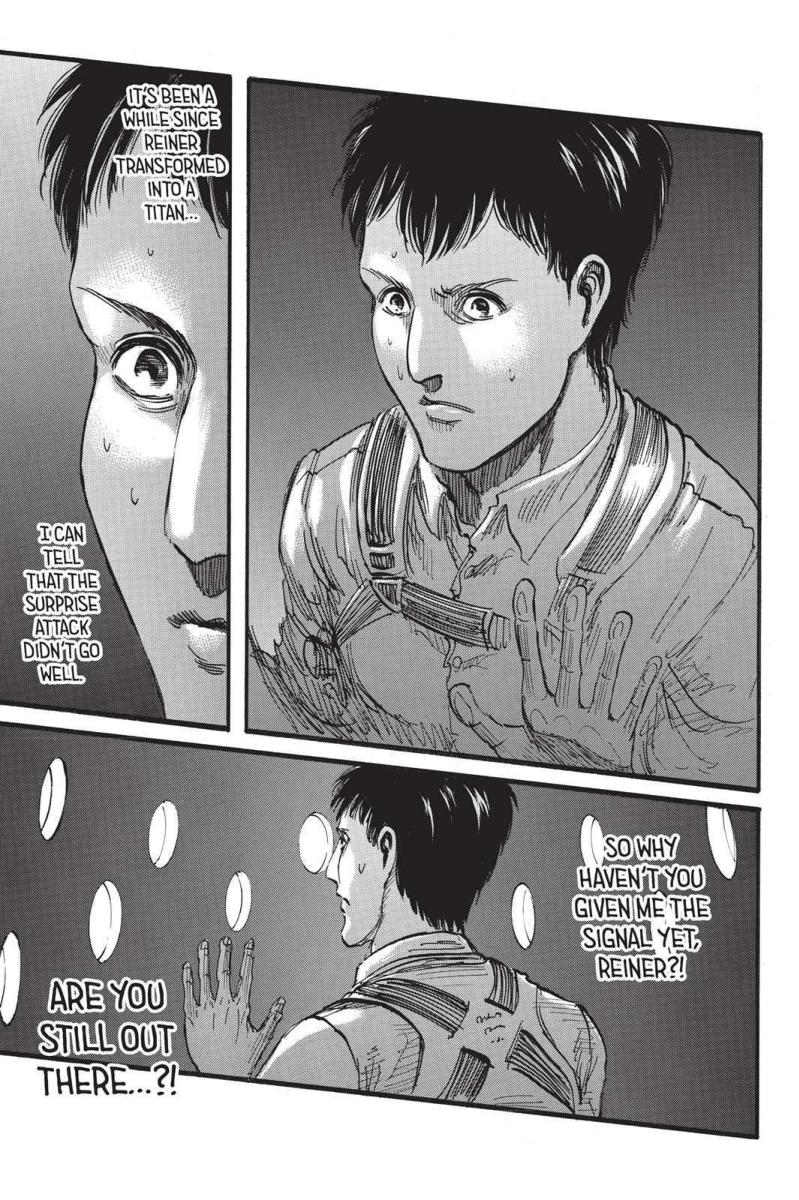 IT'S BEEN A
WHILE SINCE
REINER
TRANSFORMED
INTO A
TITAN...
I CAN
TELL
THAT THE
SURPRISE
ATTACK
DIDN'T GO
WELL.
SO WHY
HAVEN'T YOU
GIVEN ME THE
SIGNAL YET,
REINER?!
ARE YOU
STILL OUT
THERE...?!